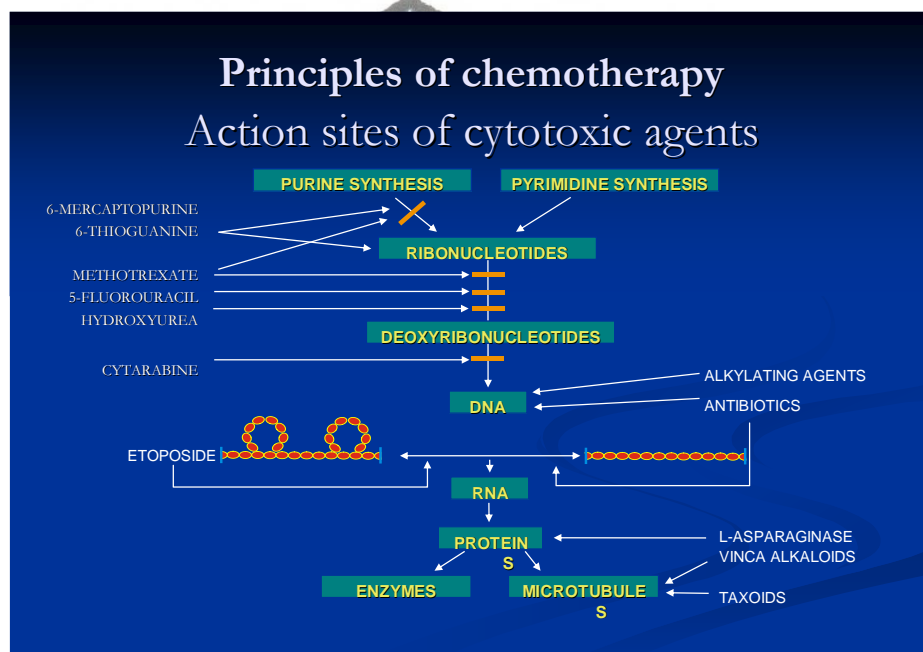 Principles of chemotherapy
Action sites of cytotoxic agents
PURINE SYNTHESIS
PYRIMIDINE SYNTHESIS
6-MERCAPTOPURINE
6-THIOGUANINE
RIBONUCLEOTIDES
METHOTREXATE
5-FLUOROURACIL
HYDROXYUREA
DEOXYRIBONUCLEOTIDES
CYTARABINE
ALKYLATING AGENTS
DNA
ANTIBIOTICS
ETOPOSIDE
RNA
L-ASPARAGINASE
PROTEIN
S
VINCA ALKALOIDS
ENZYMES
MICROTUBULE
S
TAXOIDS